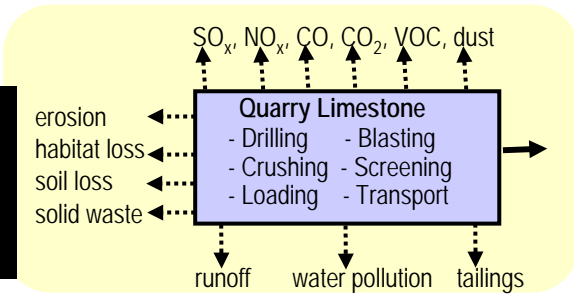 SOx, NOx, CO, CO2, VOC, dust
erosion
habitat loss
soil loss
solid waste
Quarry Limestone
- Drilling - Blasting
- Crushing - Screening
- Loading - Transport
runoff water pollution tailings